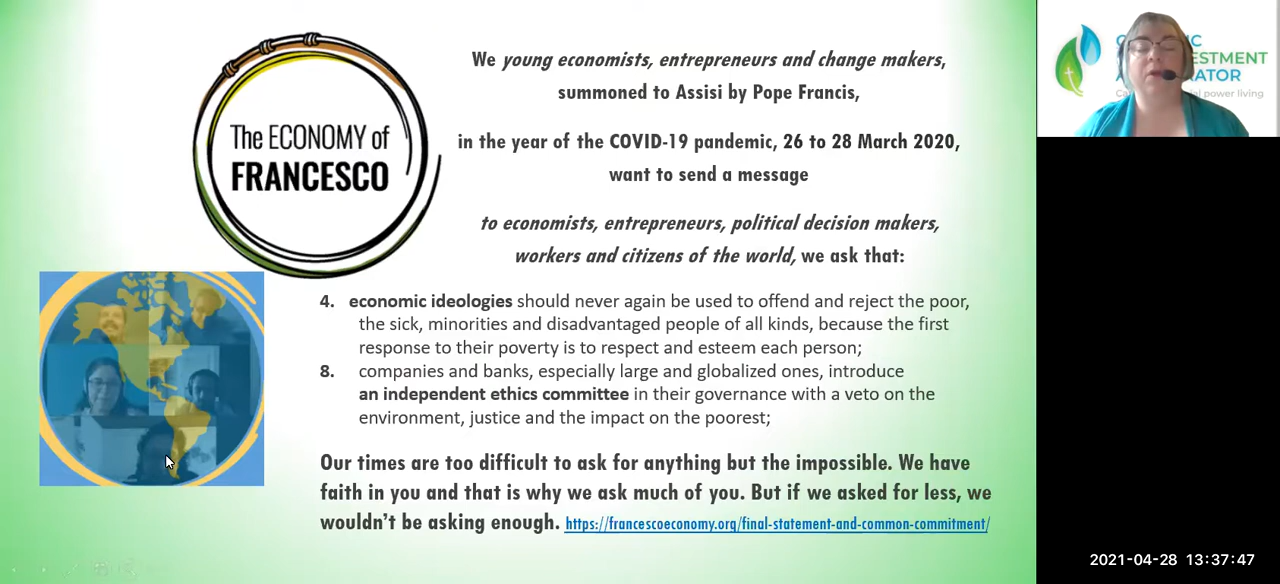 The ECONOMY of
FRANCESCO
We young economists, entrepreneurs and change makers,
summoned to Assisi by Pope Francis,
in the year of the COVID-19 pandemic, 26 to 28 March 2020,
want to send a message
to economists, entrepreneurs, political decision makers,
workers and citizens of the world, we ask that:
4. economic ideologies should never again be used to offend and reject the poor,
the sick, minorities and disadvantaged people of all kinds, because the first
response to their poverty is to respect and esteem each person;
8. companies and banks, especially large and globalized ones, introduce
an independent ethics committee in their governance with a veto on the
environment, justice and the impact on the poorest;
Our times are too difficult to ask for anything but the impossible. We have
faith in you and that is why we ask much of you. But if we asked for less, we
wouldn't be asking enough. https://francescoeconomy.org/final-statement-and-common-commitment/
power living
2021-04-28 13:37:47